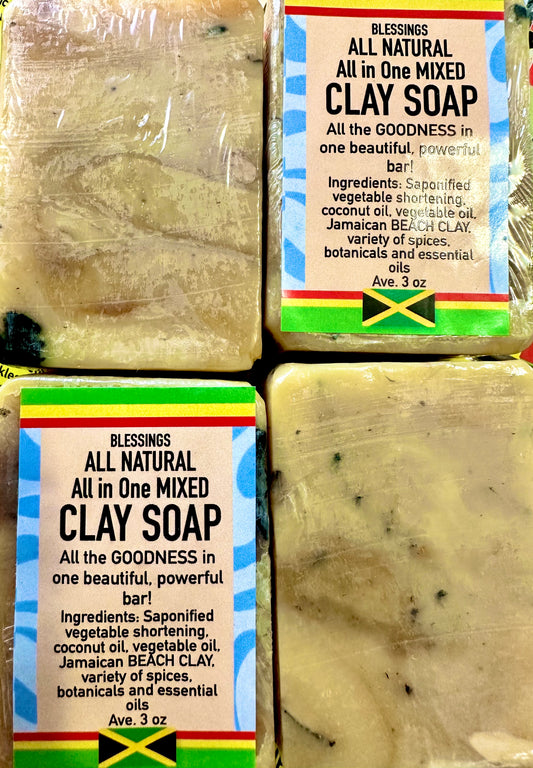 BLESSINGS
ALL NATURAL
All in One MIXED
CLAY SOAP
All the GOODNESS in
one beautiful, powerful
bar!
Ingredients: Saponified
vegetable shortening,
coconut oil, vegetable oil,
Jamaican BEACH CLAY,
variety of spices,
botanicals and essential
oils
Ave. 3 oz
BLESSINGS
ALL NATURAL
All in One MIXED
CLAY SOAP
All the GOODNESS in
one beautiful, powerful
bar!
Ingredients: Saponified
vegetable shortening,
coconut oil, vegetable oil,
Jamaican BEACH CLAY,
variety of spices,
botanicals and essential
oils
Ave. 3 oz